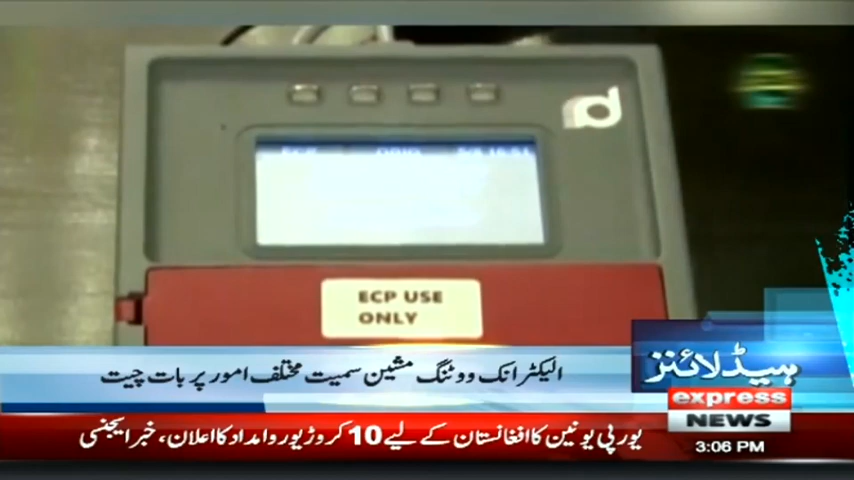 ECP USE
ONLY
ہیڈلائنز
الیکٹرانک ووٹنگ مشین سمیت مختلف امور پر بات چیت
express
NEWS
یورپی یونین کا افغانستان کے لیے 10 کروڑ یورو امداد کا اعلان، خبر ایجنسی
3:06 PM